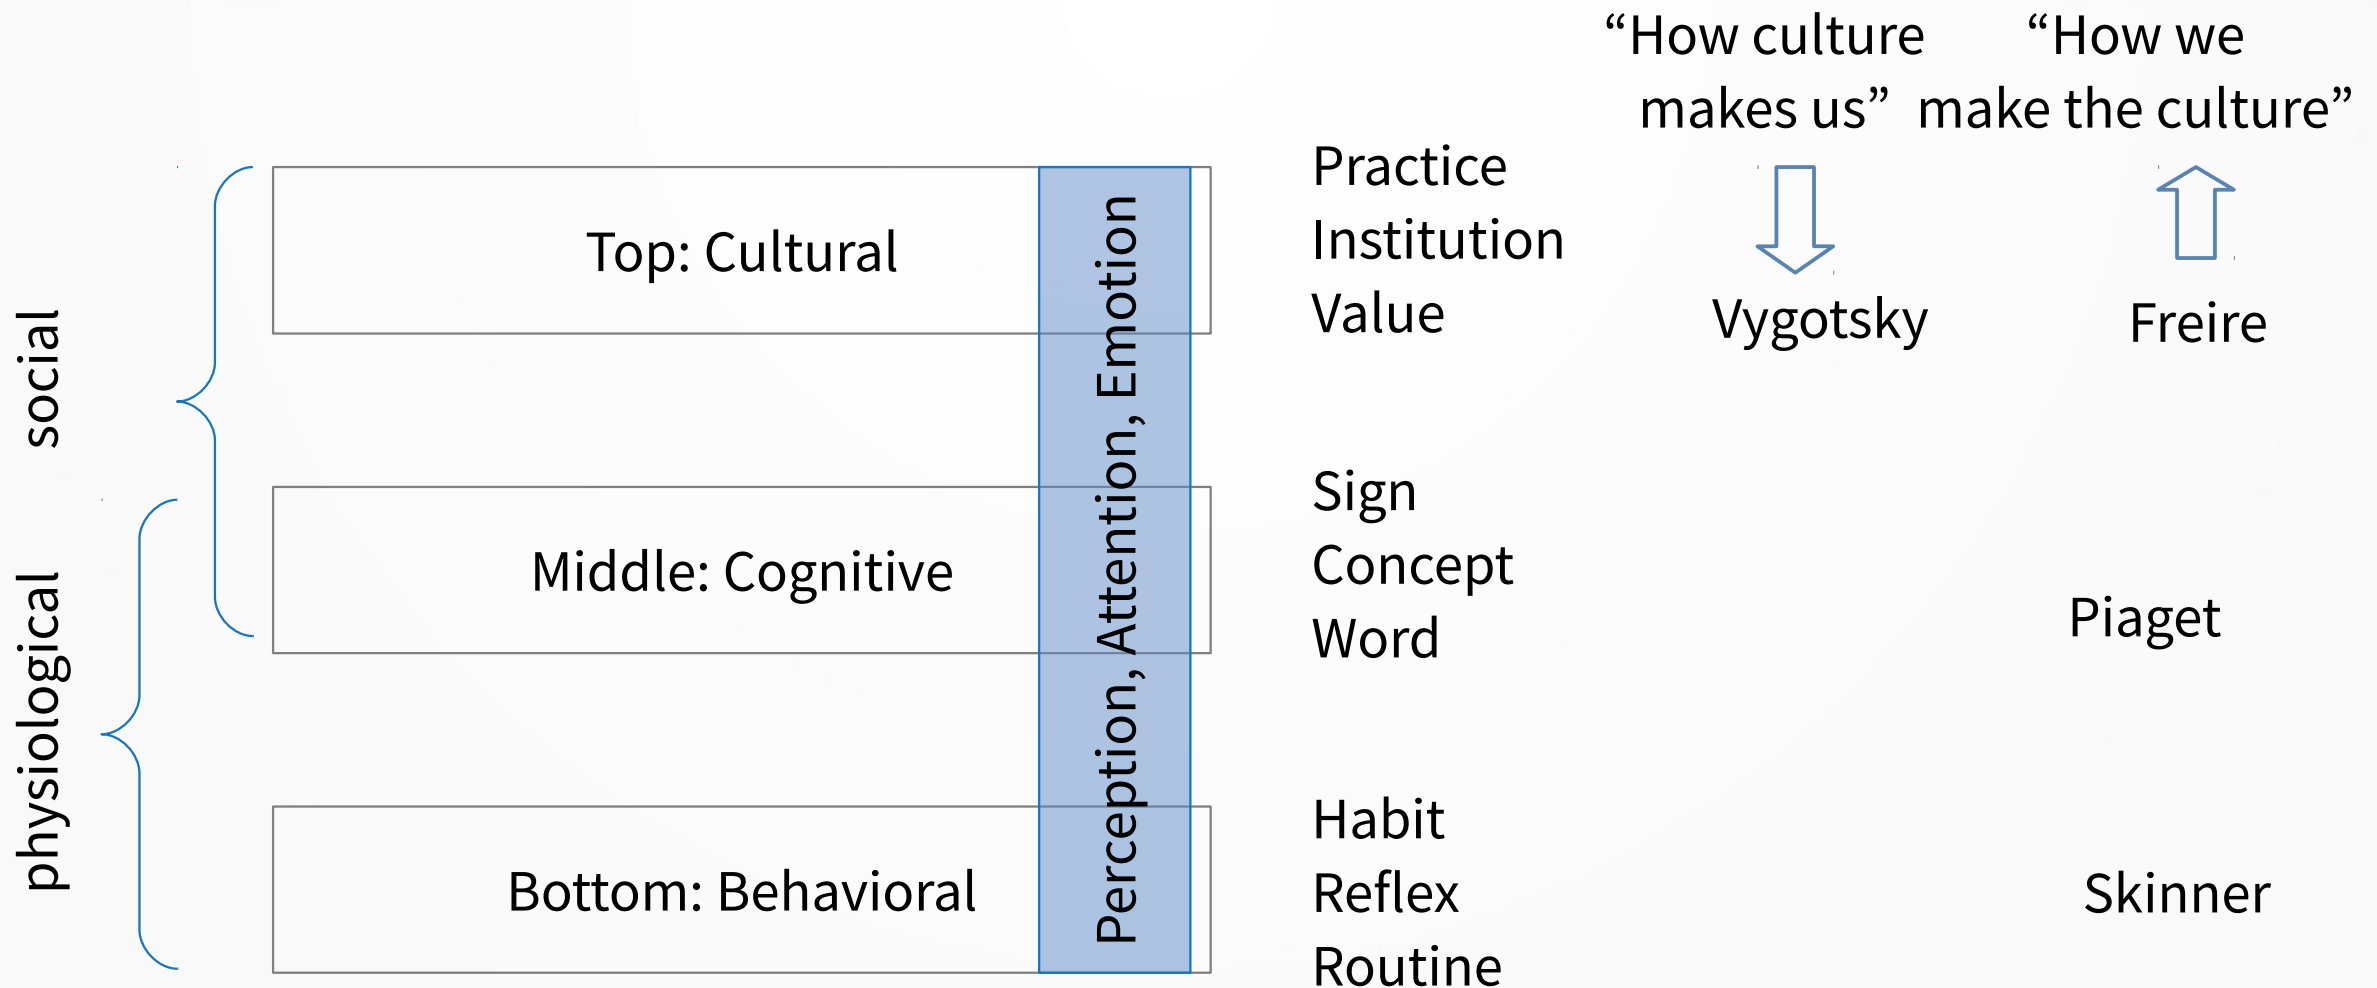 “How culture
makes us”
“How we
make the culture”
social
Top: Cultural
Practice
Institution
Value
Vygotsky
Freire
Perception, Attention, Emotion
physiological
Middle: Cognitive
Sign
Concept
Word
Piaget
Bottom: Behavioral
Habit
Reflex
Routine
Skinner